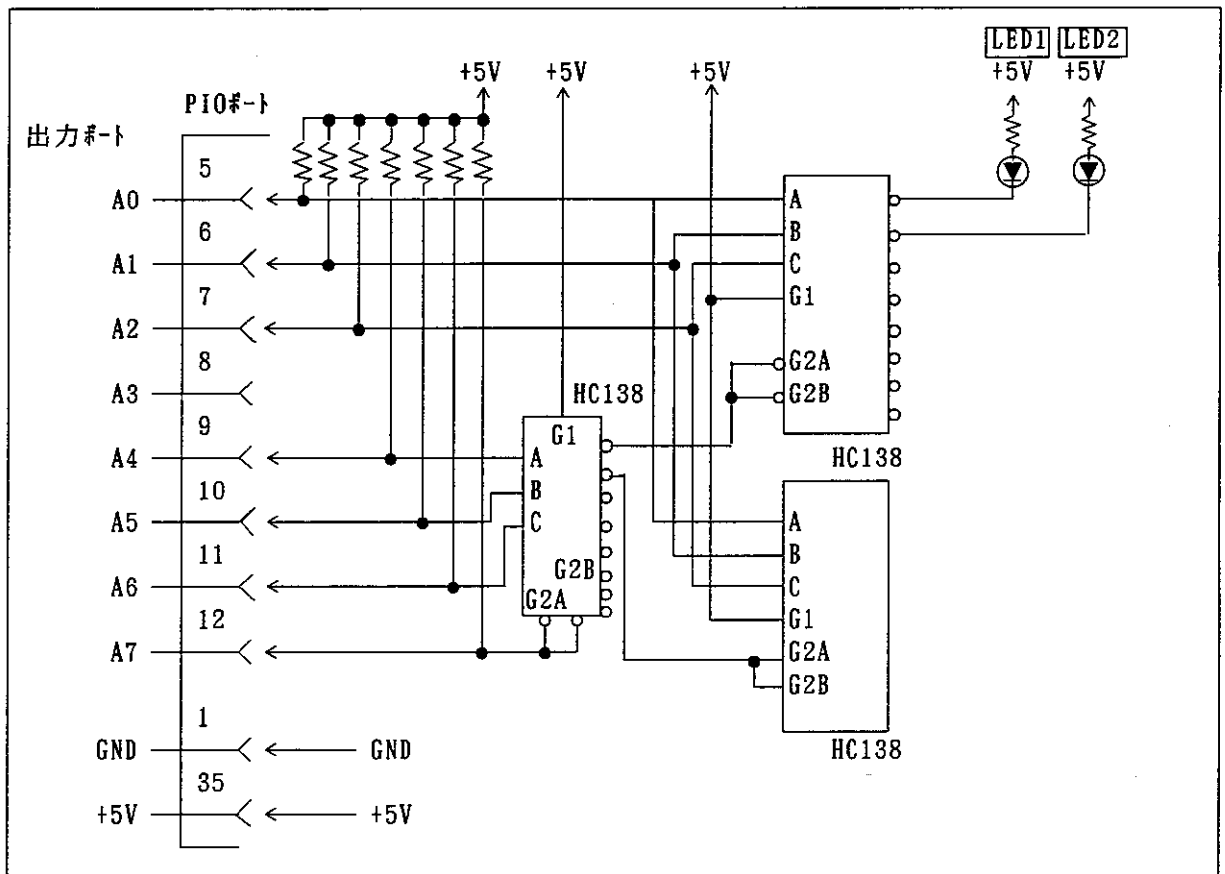 LED1 LED2
+5V +5V +5V +5V +5V
PIOポート
出力ポート
5
A0
6
A1
7
A2
8
A3
9
A4
10
A5
11
A6
12
A7
1
GND GND
35
+5V +5V
HC138
G1
A
B
C
G2B
G2A
A
B
C
G1
G2A
G2B
HC138
A
B
C
G1
G2A
G2B
HC138